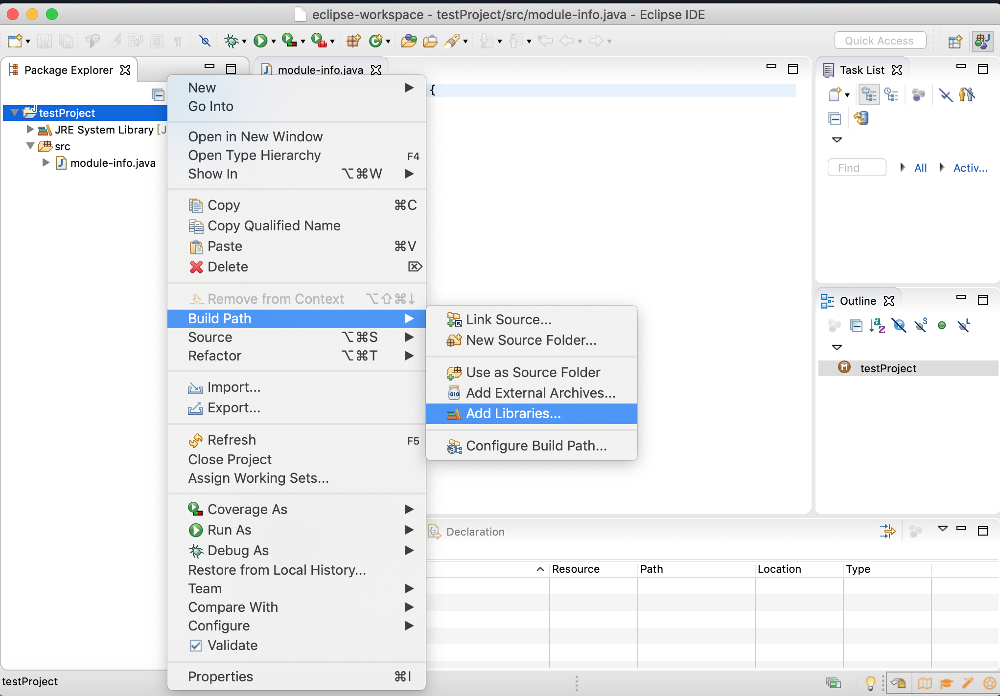 eclipse-workspace - testProject/src/module-info.java - Eclipse IDE
Quick Access
Package Explorer
module-info.java
Task List
{
testProject
JRE System Library [J
src
module-info.java
New
Go Into
Open in New Window
Open Type Hierarchy F4
Show In ⌥⌘W
Copy ⌘C
Copy Qualified Name
Paste ⌘V
Delete ⌦
Remove from Context ⌥⇧⌘↓
Build Path
Source ⌥⌘S
Refactor ⌥⌘T
Import...
Export...
Refresh F5
Close Project
Assign Working Sets...
Coverage As
Run As
Debug As
Restore from Local History...
Team
Compare With
Configure
Validate
Properties ⌘I
Link Source...
New Source Folder...
Use as Source Folder
Add External Archives...
Add Libraries...
Configure Build Path...
Find
All
Activ...
Outline
testProject
Declaration
Resource
Path
Location
Type
testProject